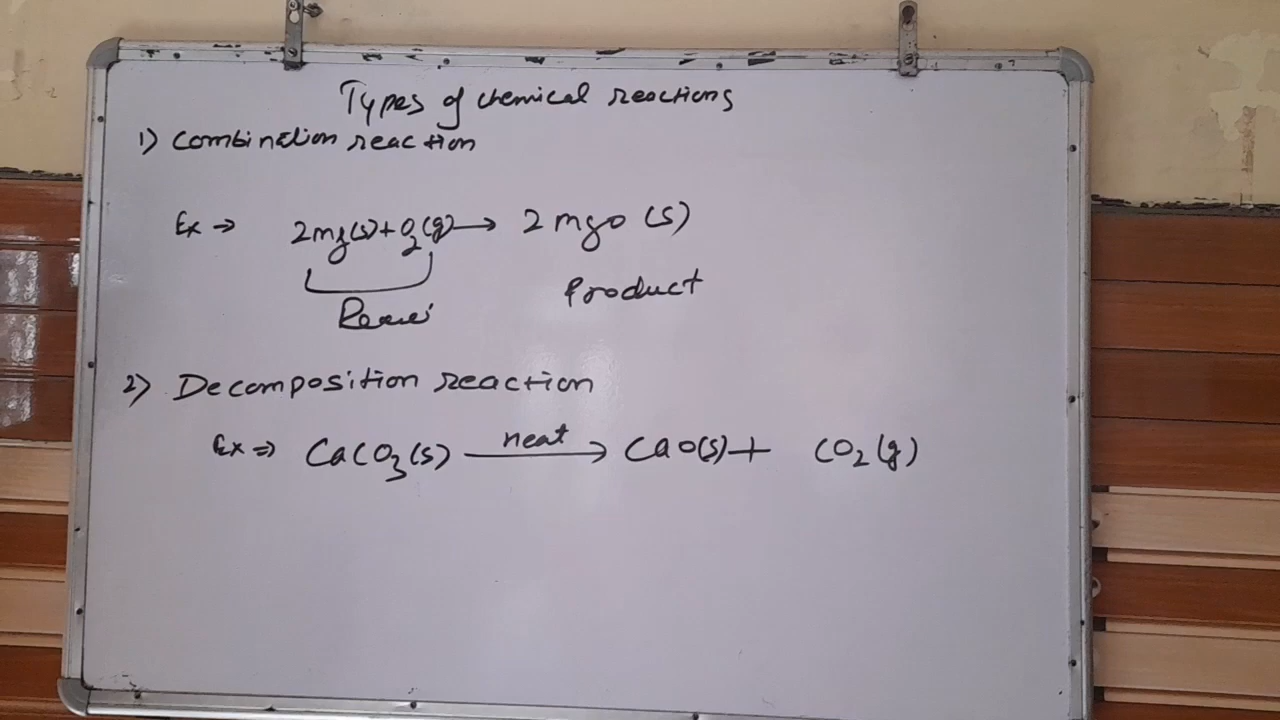 Types of chemical reactions
1) Combination reaction
Ex → 2mg(s)+O2(g) → 2mgo (s)
Product
2) Decomposition reaction
Ex ⇒ CaCO3(s) heat → CaO(s)+ CO2(g)